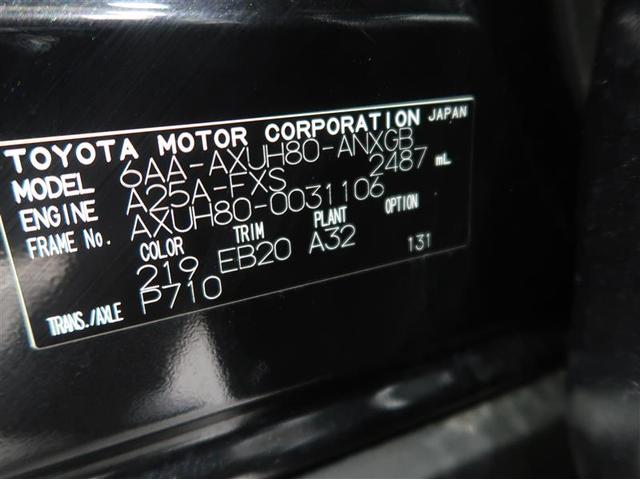 TOYOTA MOTOR CORPORATION JAPAN
MODEL 6AA-AXUH80-ANXGB
ENGINE A25A-FXS 2487 mL
FRAME No. AXUH80-0031106
COLOR TRIM PLANT OPTION
219 EB20 A32 131
TRANS./AXLE P710